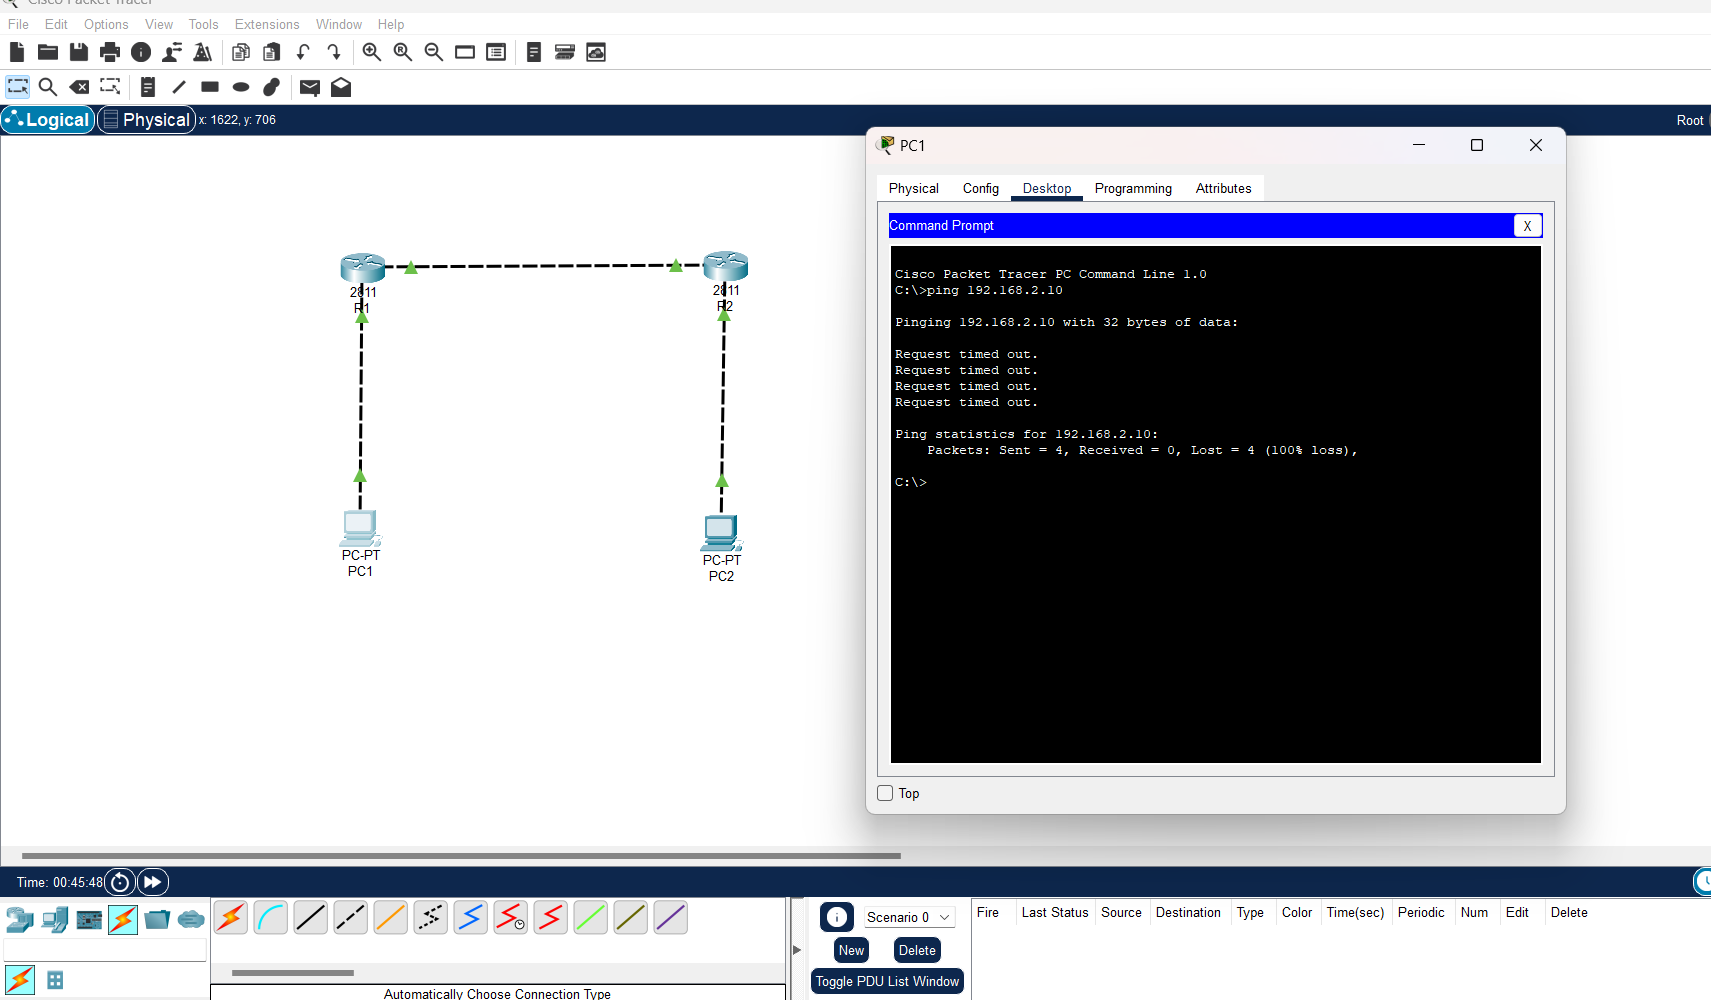 Cisco Packet Tracer
File Edit Options View Tools Extensions Window Help
Logical Physical x: 1622, y: 706
Root
2811
R1
2811
R2
PC-PT
PC1
PC-PT
PC2
PC1
Physical Config Desktop Programming Attributes
Command Prompt
X
Cisco Packet Tracer PC Command Line 1.0
C:\>ping 192.168.2.10
Pinging 192.168.2.10 with 32 bytes of data:
Request timed out.
Request timed out.
Request timed out.
Request timed out.
Ping statistics for 192.168.2.10:
Packets: Sent = 4, Received = 0, Lost = 4 (100% loss),
C:\>
Top
Time: 00:45:48
Scenario 0
New Delete
Toggle PDU List Window
Fire Last Status Source Destination Type Color Time(sec) Periodic Num Edit Delete
Automatically Choose Connection Type